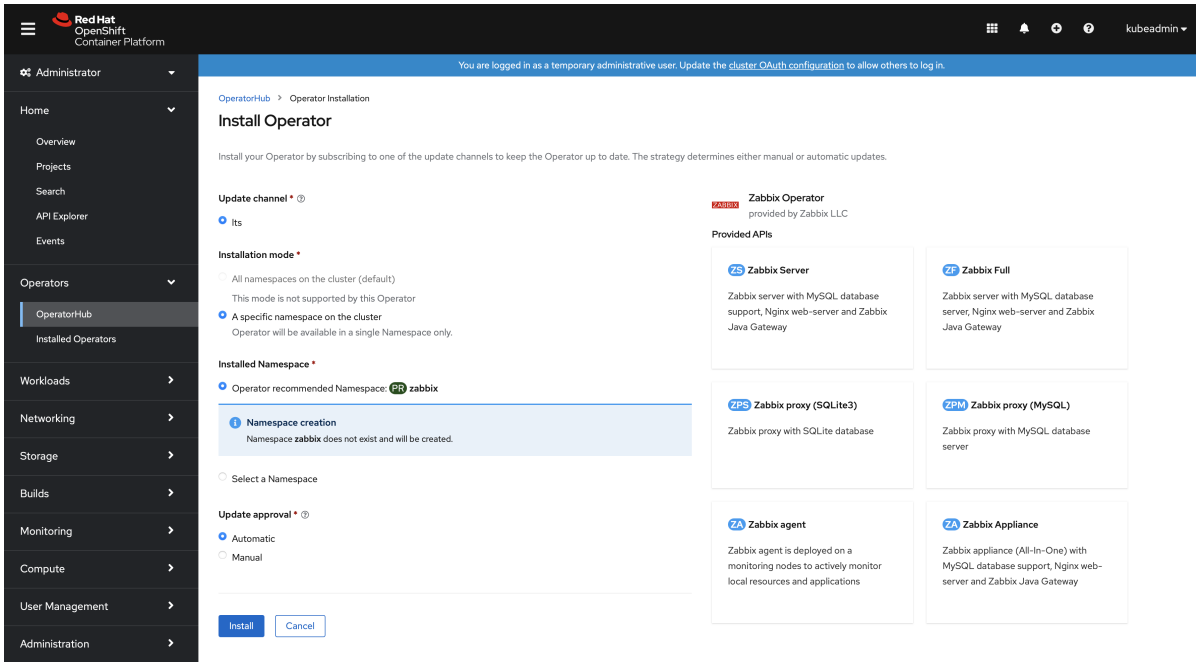 Red Hat
OpenShift
Container Platform
kubeadmin
Administrator
Home
Overview
Projects
Search
API Explorer
Events
Operators
OperatorHub
Installed Operators
Workloads
Networking
Storage
Builds
Monitoring
Compute
User Management
Administration
You are logged in as a temporary administrative user. Update the cluster OAuth configuration to allow others to log in.
OperatorHub > Operator Installation
Install Operator
Install your Operator by subscribing to one of the update channels to keep the Operator up to date. The strategy determines either manual or automatic updates.
Update channel *
lts
Installation mode *
All namespaces on the cluster (default)
This mode is not supported by this Operator
A specific namespace on the cluster
Operator will be available in a single Namespace only.
Installed Namespace *
Operator recommended Namespace: PR zabbix
Namespace creation
Namespace zabbix does not exist and will be created.
Select a Namespace
Update approval *
Automatic
Manual
Install
Cancel
ZABBIX
Zabbix Operator
provided by Zabbix LLC
Provided APIs
ZS Zabbix Server
Zabbix server with MySQL database
support, Nginx web-server and Zabbix
Java Gateway
ZF Zabbix Full
Zabbix server with MySQL database
server, Nginx web-server and Zabbix
Java Gateway
ZPS Zabbix proxy (SQLite3)
Zabbix proxy with SQLite database
ZPM Zabbix proxy (MySQL)
Zabbix proxy with MySQL database
server
ZA Zabbix agent
Zabbix agent is deployed on a
monitoring nodes to actively monitor
local resources and applications
ZA Zabbix Appliance
Zabbix appliance (All-In-One) with
MySQL database support, Nginx web-
server and Zabbix Java Gateway